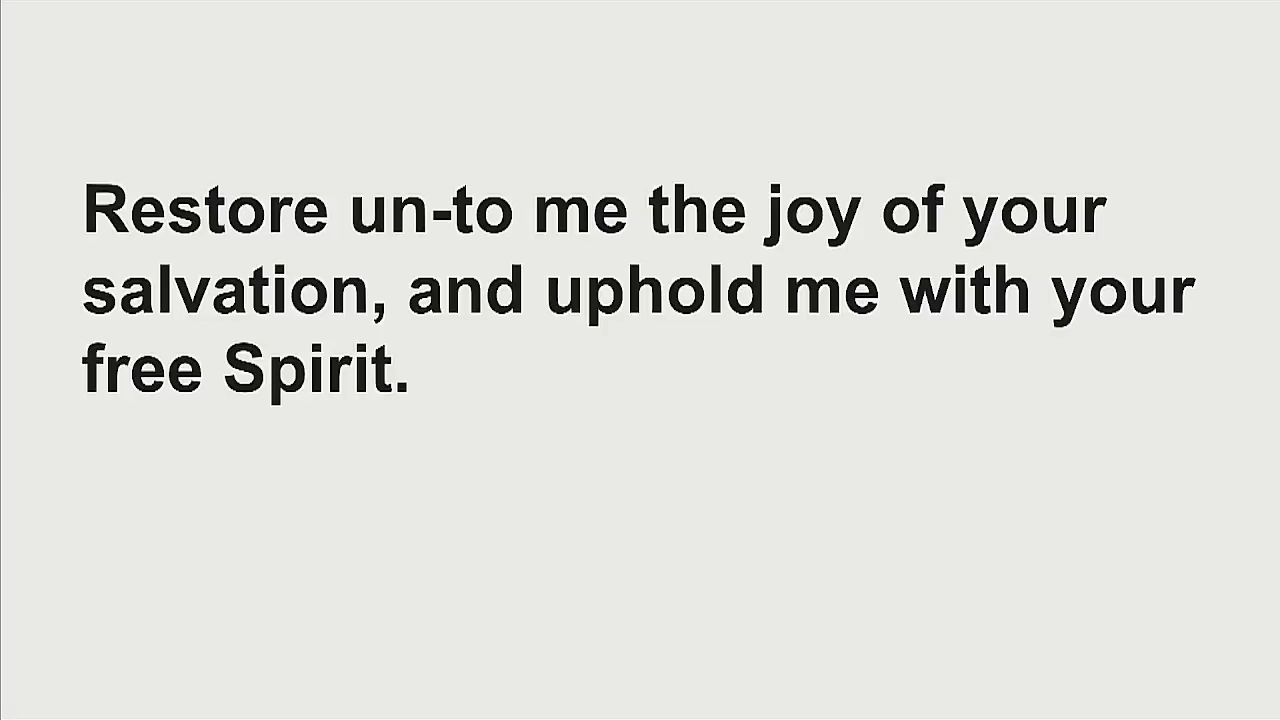 Restore un-to me the joy of your
salvation, and uphold me with your
free Spirit.